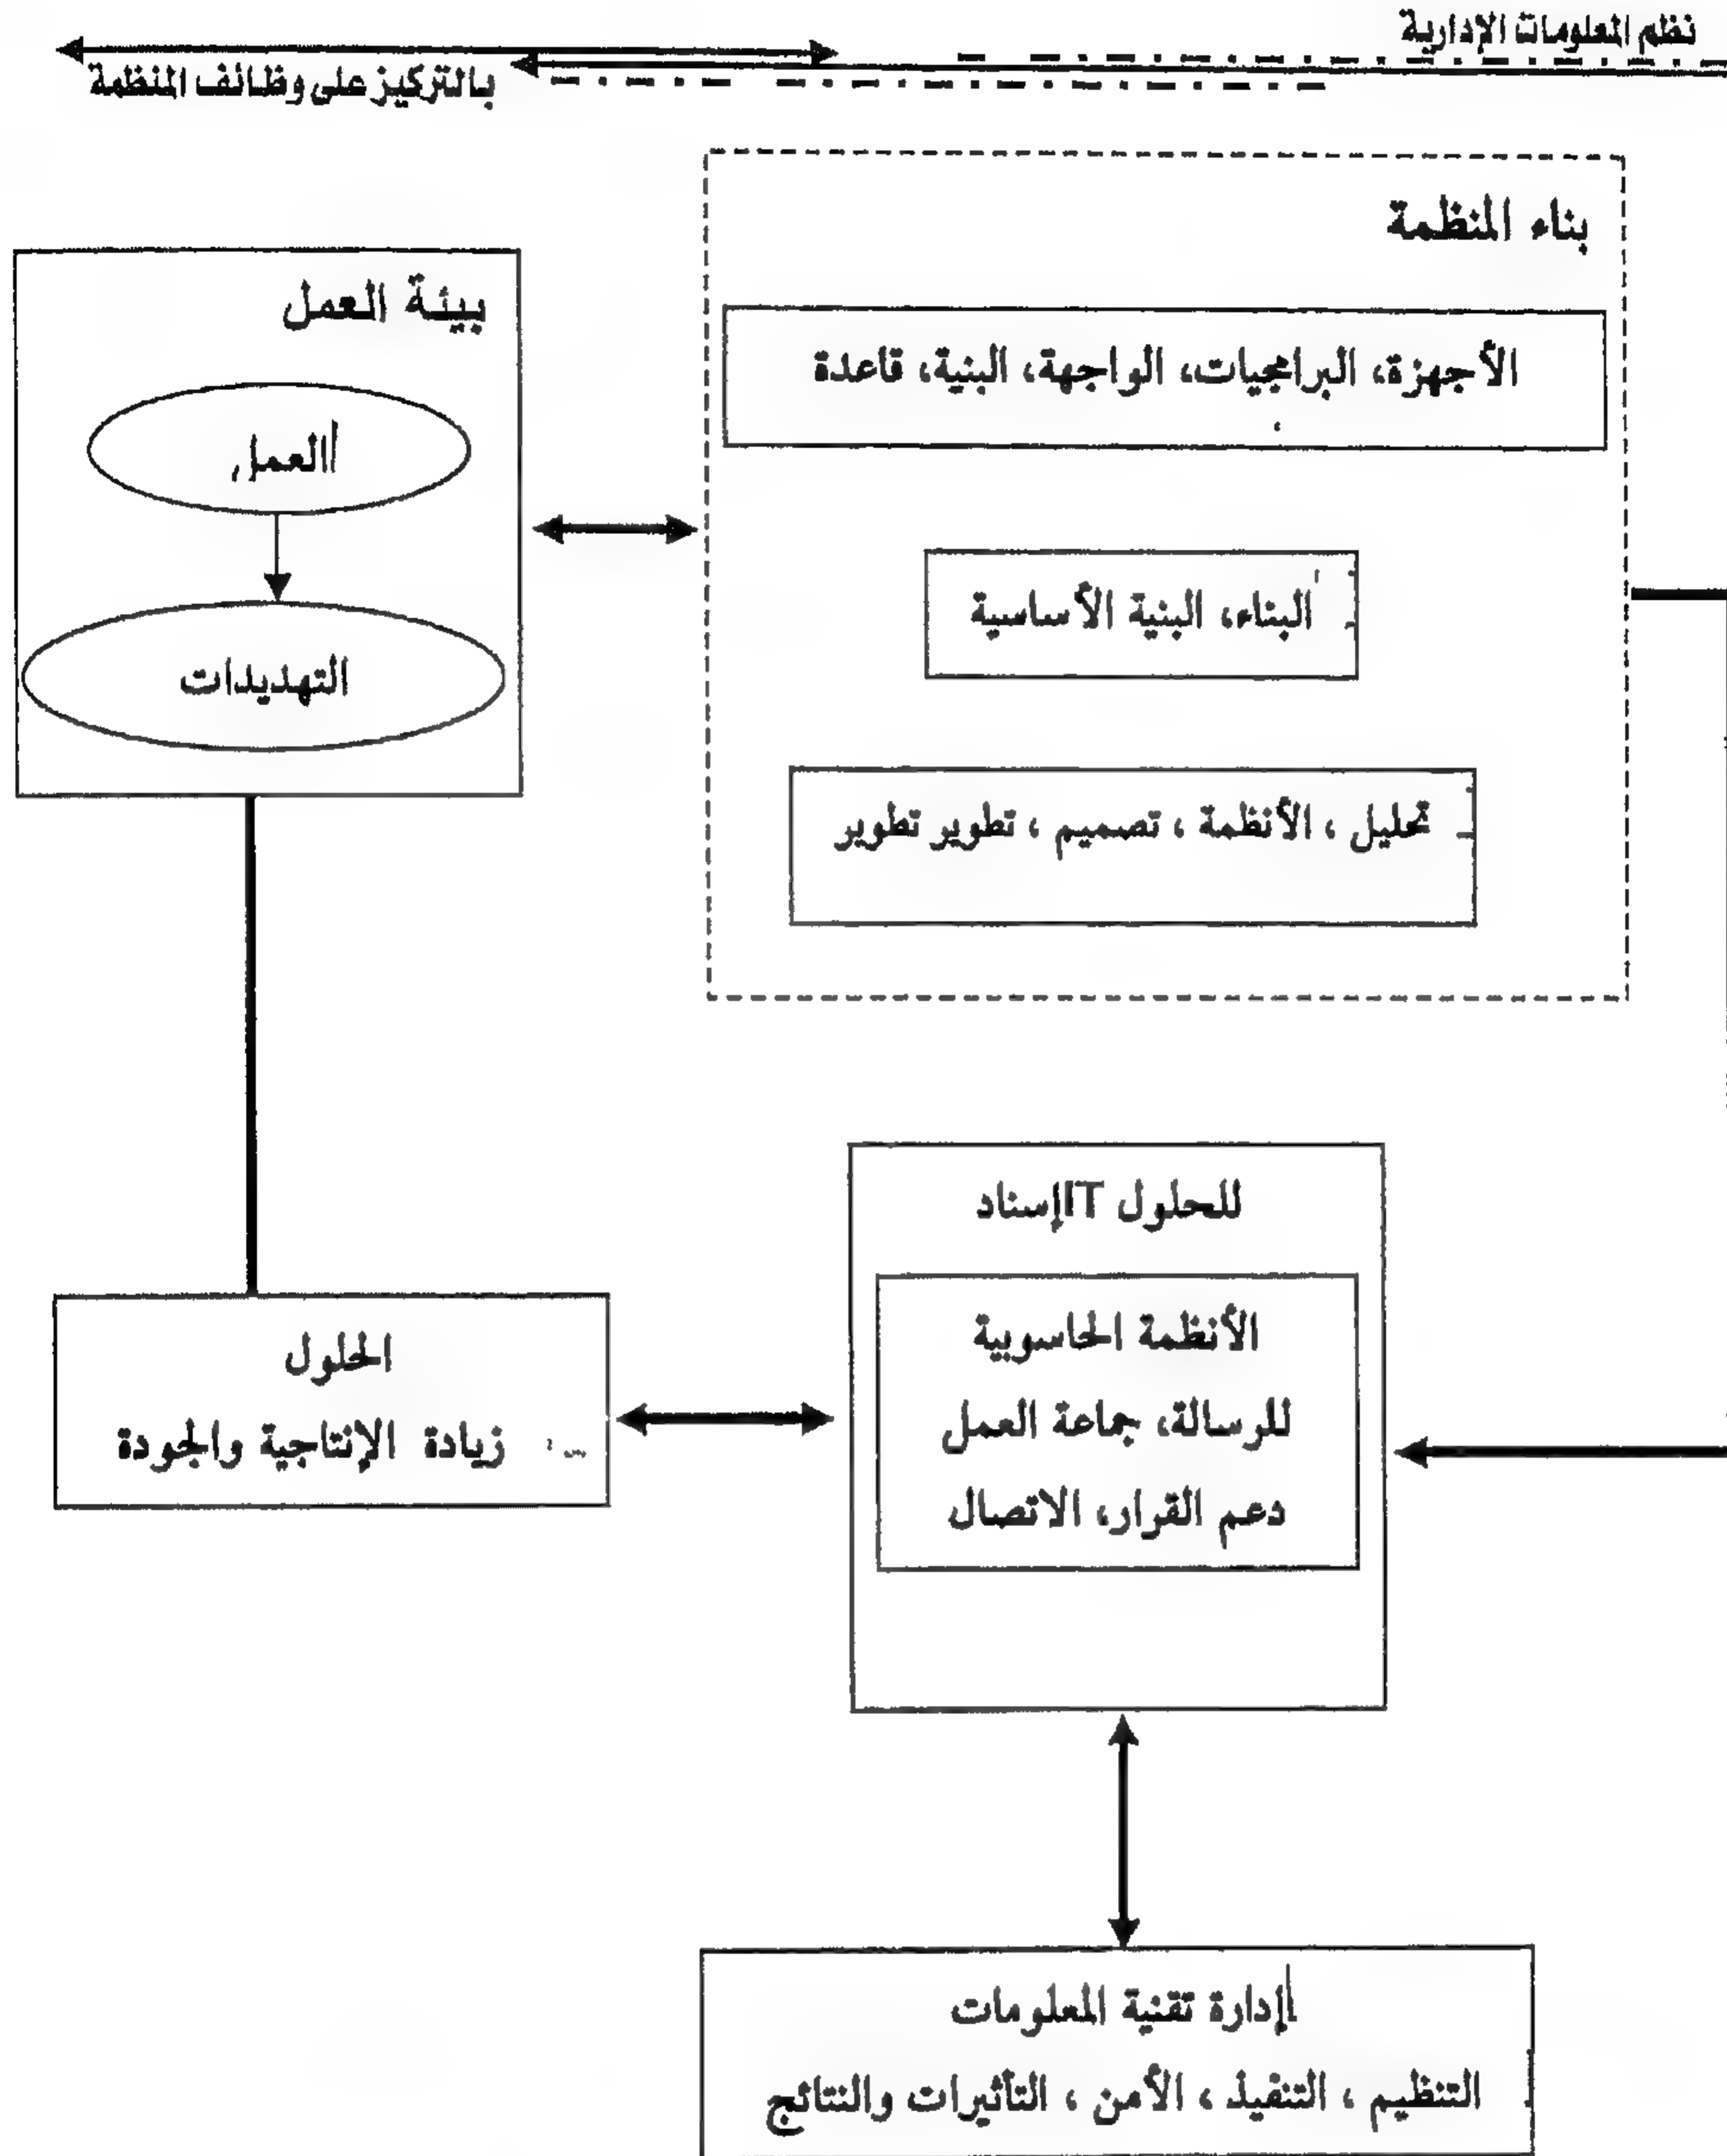 نظم المعلومات الإدارية
بالتركيز على وظائف المنظمة
بناء المنظمة
الأجهزة، البرامجيات، الواجهة، البنية، قاعدة
البناء، البنية الأساسية
تحليل ، الأنظمة ، تصميم ، تطوير تطوير
بيئة العمل
العمل
التهديدات
للحلول ITإسناد
الأنظمة الحاسوبية
للرسالة، جماعة العمل
دعم القرار، الاتصال
الحلول
زيادة الإنتاجية والجودة
إدارة تقنية المعلومات
التنظيم ، التنفيذ ، الأمن ، التأثيرات والنتائج